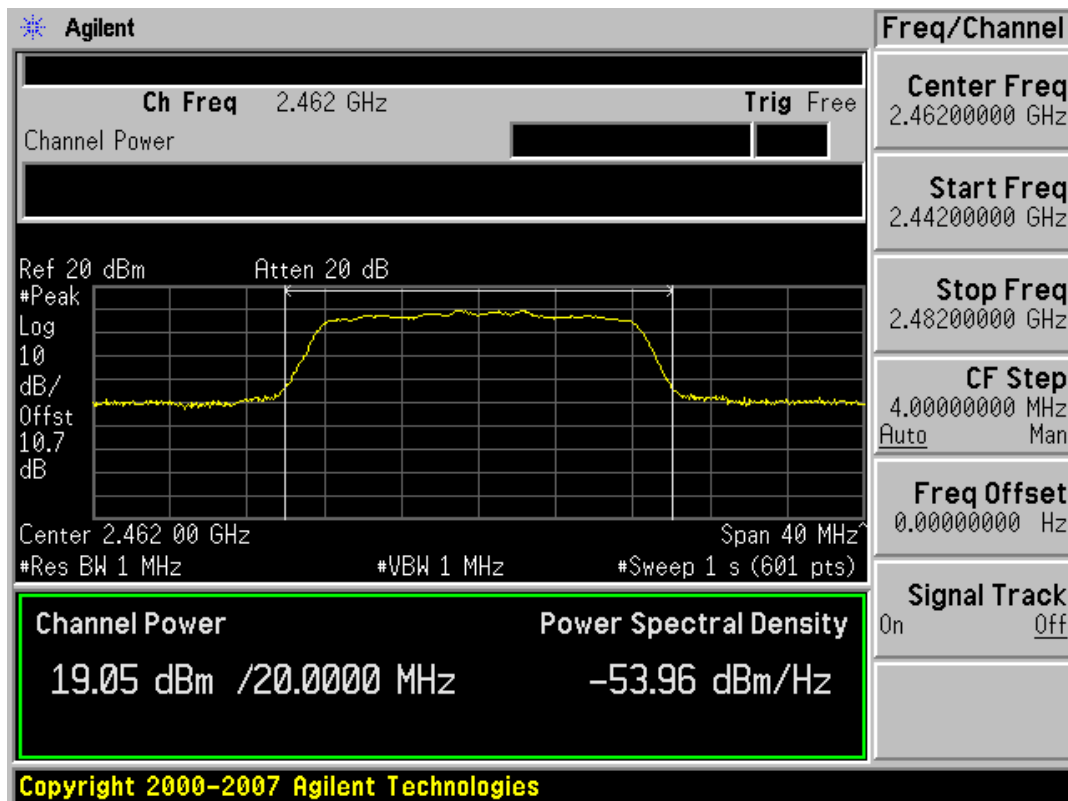 Agilent
Freq/Channel
Ch Freq 2.462 GHz
Trig Free
Channel Power
Ref 20 dBm
Atten 20 dB
#Peak
Log
10
dB/
Offst
10.7
dB
Center 2.462 00 GHz
Span 40 MHz^
#Res BW 1 MHz
#VBW 1 MHz
#Sweep 1 s (601 pts)
Channel Power
Power Spectral Density
19.05 dBm /20.0000 MHz
-53.96 dBm/Hz
Center Freq
2.46200000 GHz
Start Freq
2.44200000 GHz
Stop Freq
2.48200000 GHz
CF Step
4.00000000 MHz
Auto Man
Freq Offset
0.00000000 Hz
Signal Track
On Off
Copyright 2000-2007 Agilent Technologies